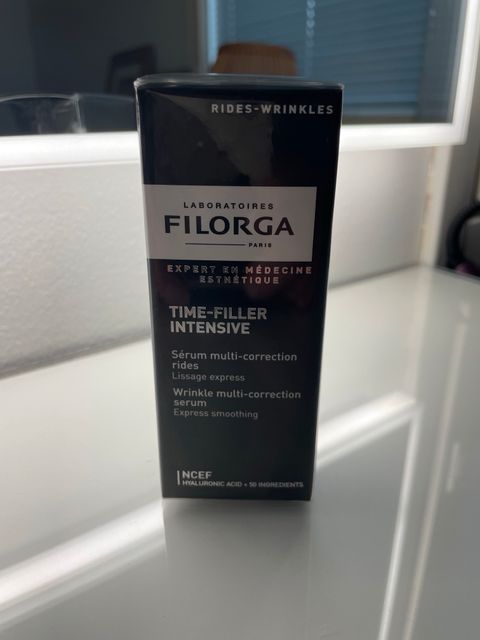 RIDES-WRINKLES
LABORATOIRES
FILORGA
PARIS
EXPERT EN MÉDECINE
ESTHÉTIQUE
TIME-FILLER
INTENSIVE
Sérum multi-correction
rides
Lissage express
Wrinkle multi-correction
serum
Express smoothing
NCEF
HYALURONIC ACID + 50 INGREDIENTS